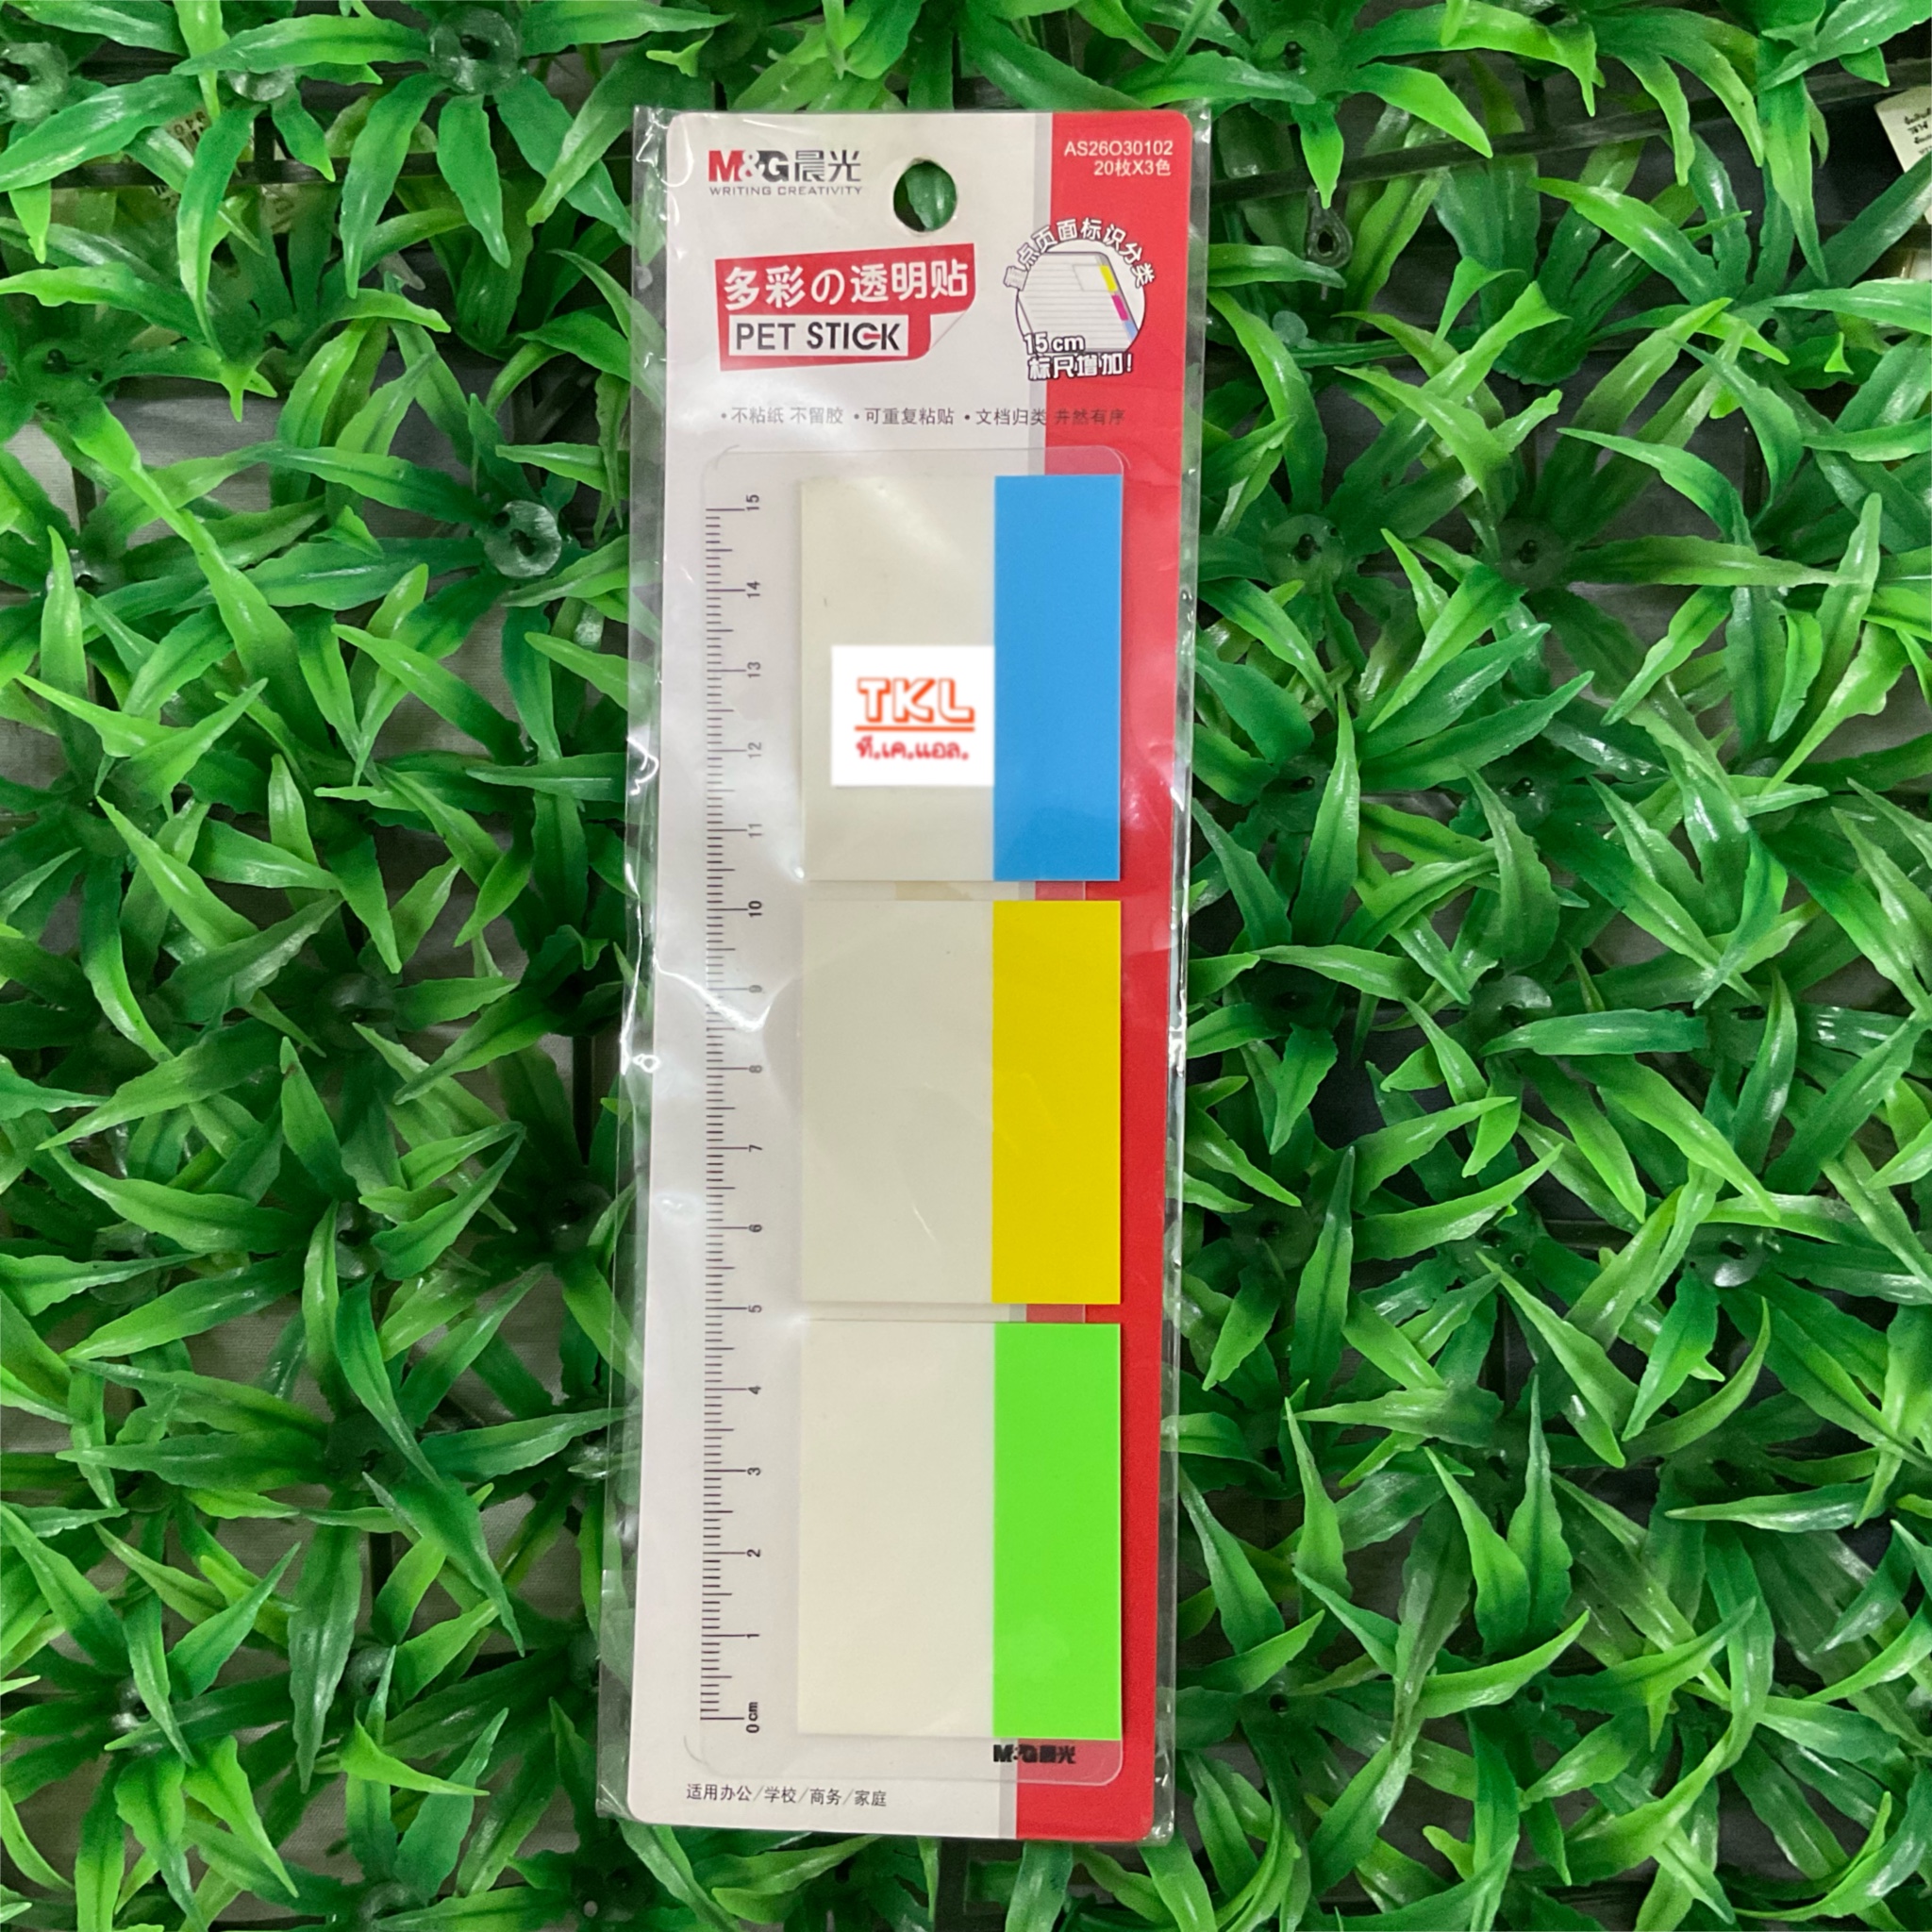 M&G晨光
WRITING CREATIVITY
AS26O30102
20枚X3色
多彩の透明贴
PET STICK
重点页面标识分类
15cm
标尺增加!
•不粘纸 不留胶 •可重复粘贴 •文档归类 井然有序
15
14
13
12
11
10
9
8
7
6
5
4
3
2
1
0cm
TKL
ที.เค.แอล.
M&G晨光
适用办公/学校/商务/家庭